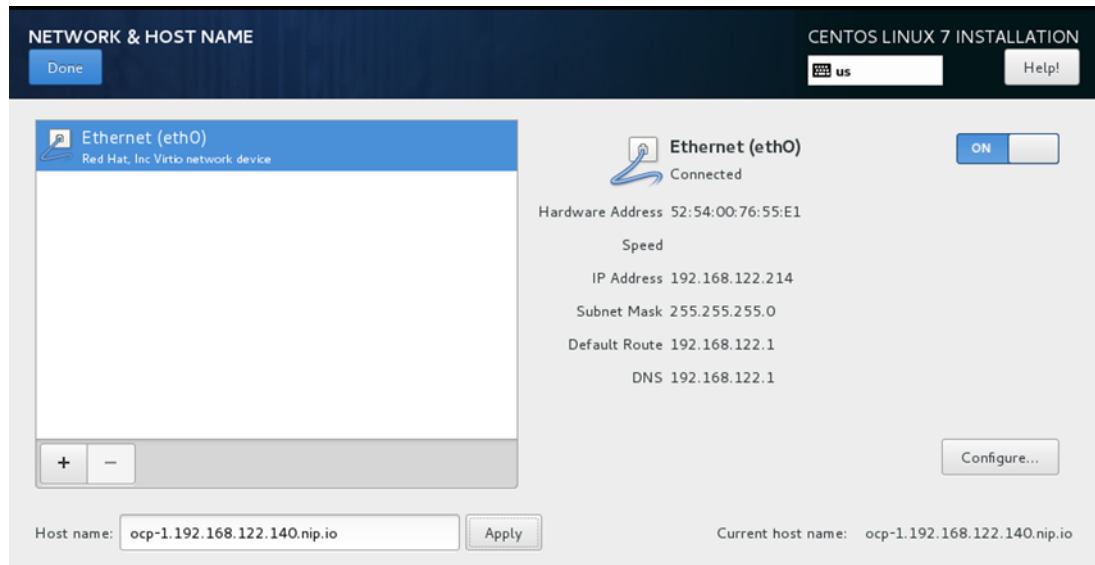 NETWORK & HOST NAME
CENTOS LINUX 7 INSTALLATION
Done
us
Help!
Ethernet (eth0)
Red Hat, Inc Virtio network device
Ethernet (eth0)
Connected
ON
Hardware Address 52:54:00:76:55:E1
Speed
IP Address 192.168.122.214
Subnet Mask 255.255.255.0
Default Route 192.168.122.1
DNS 192.168.122.1
+ −
Configure...
Host name: ocp-1.192.168.122.140.nip.io Apply Current host name: ocp-1.192.168.122.140.nip.io